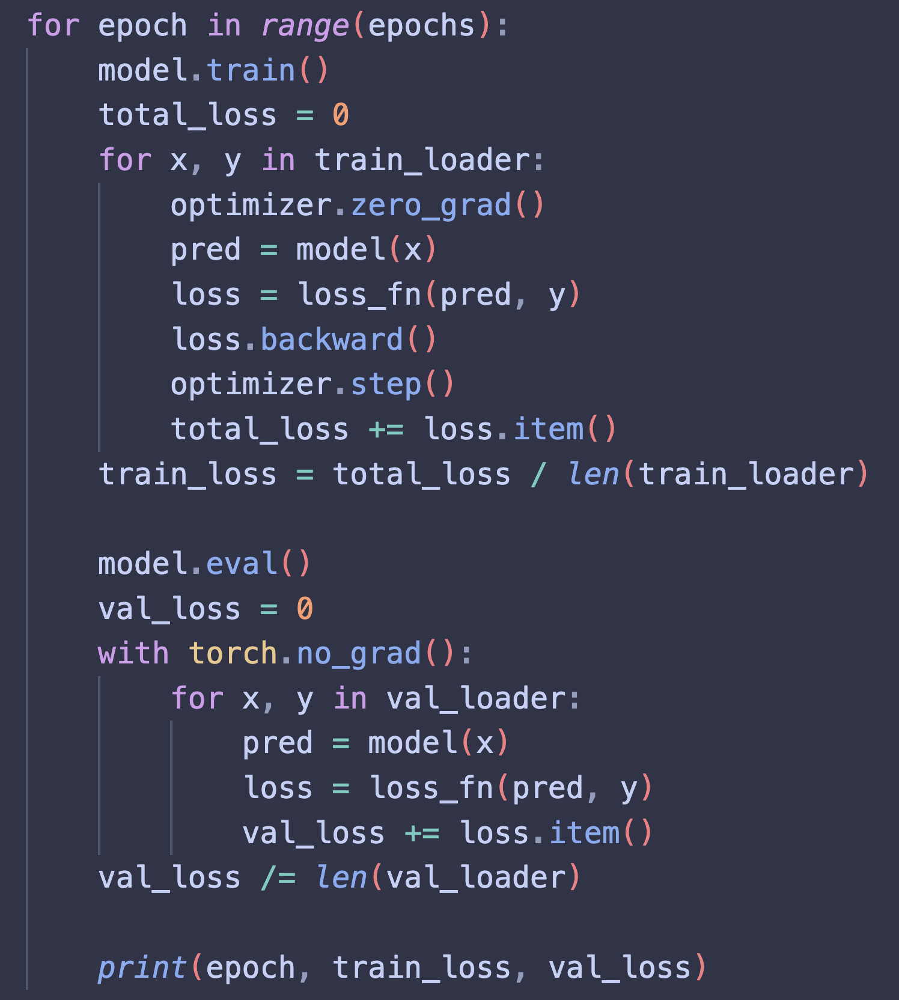 for epoch in range(epochs):
    model.train()
    total_loss = 0
    for x, y in train_loader:
        optimizer.zero_grad()
        pred = model(x)
        loss = loss_fn(pred, y)
        loss.backward()
        optimizer.step()
        total_loss += loss.item()
    train_loss = total_loss / len(train_loader)

    model.eval()
    val_loss = 0
    with torch.no_grad():
        for x, y in val_loader:
            pred = model(x)
            loss = loss_fn(pred, y)
            val_loss += loss.item()
    val_loss /= len(val_loader)

    print(epoch, train_loss, val_loss)